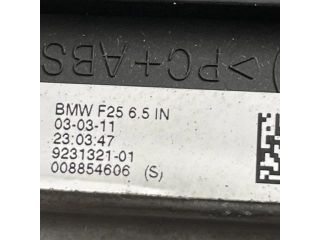 >PC+ABS
BMW F25 6.5 IN
03-03-11
23:03:47
9231321-01
008854606 (S)